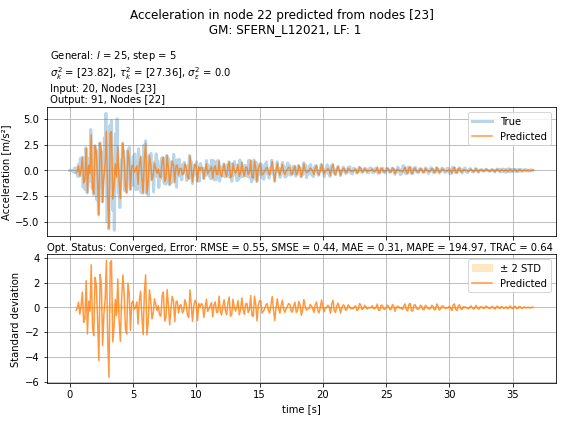 Acceleration in node 22 predicted from nodes [23]
GM: SFERN_L12021, LF: 1
General: l = 25, step = 5
σ²ₖ = [23.82], τ²ₖ = [27.36], σ²ε = 0.0
Input: 20, Nodes [23]
Output: 91, Nodes [22]
Acceleration [m/s²]
5.0
2.5
0.0
−2.5
−5.0
True
Predicted
Opt. Status: Converged, Error: RMSE = 0.55, SMSE = 0.44, MAE = 0.31, MAPE = 194.97, TRAC = 0.64
Standard deviation
4
2
0
−2
−4
−6
± 2 STD
Predicted
0 5 10 15 20 25 30 35
time [s]